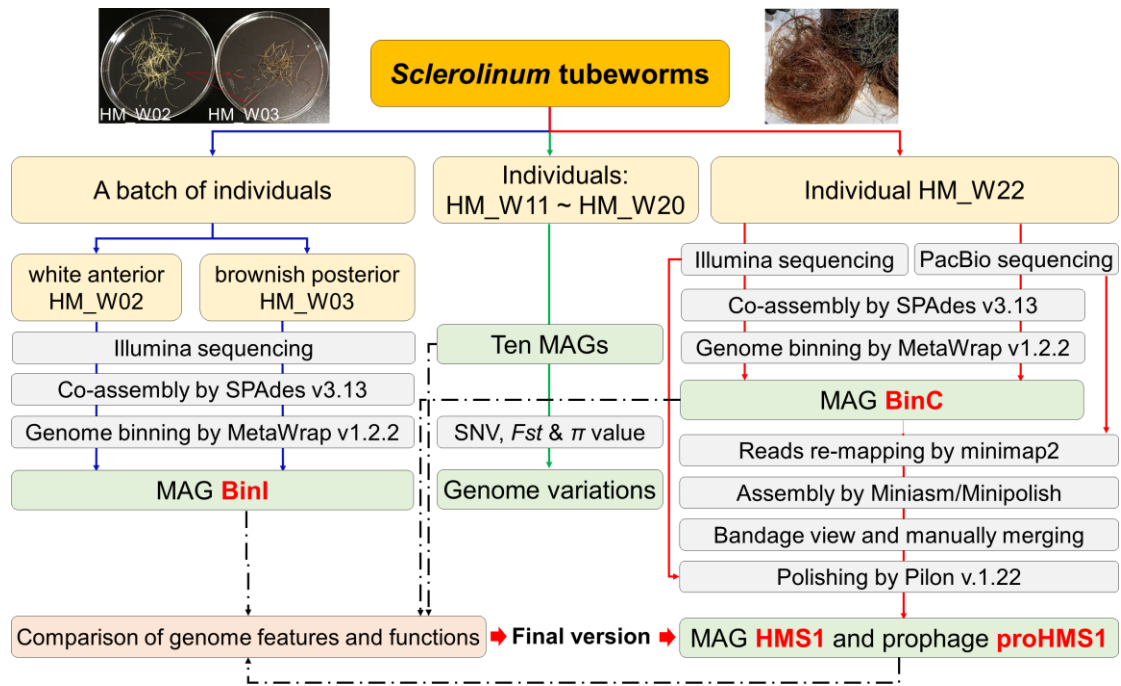 HM_W02
HM_W03
Sclerolinum tubeworms
A batch of individuals
Individuals:
HM_W11 ~ HM_W20
Individual HM_W22
white anterior
HM_W02
brownish posterior
HM_W03
Illumina sequencing
PacBio sequencing
Illumina sequencing
Co-assembly by SPAdes v3.13
Genome binning by MetaWrap v1.2.2
MAG BinI
Ten MAGs
SNV, Fst & π value
Genome variations
Co-assembly by SPAdes v3.13
Genome binning by MetaWrap v1.2.2
MAG BinC
Reads re-mapping by minimap2
Assembly by Miniasm/Minipolish
Bandage view and manually merging
Polishing by Pilon v.1.22
Comparison of genome features and functions
Final version
MAG HMS1 and prophage proHMS1